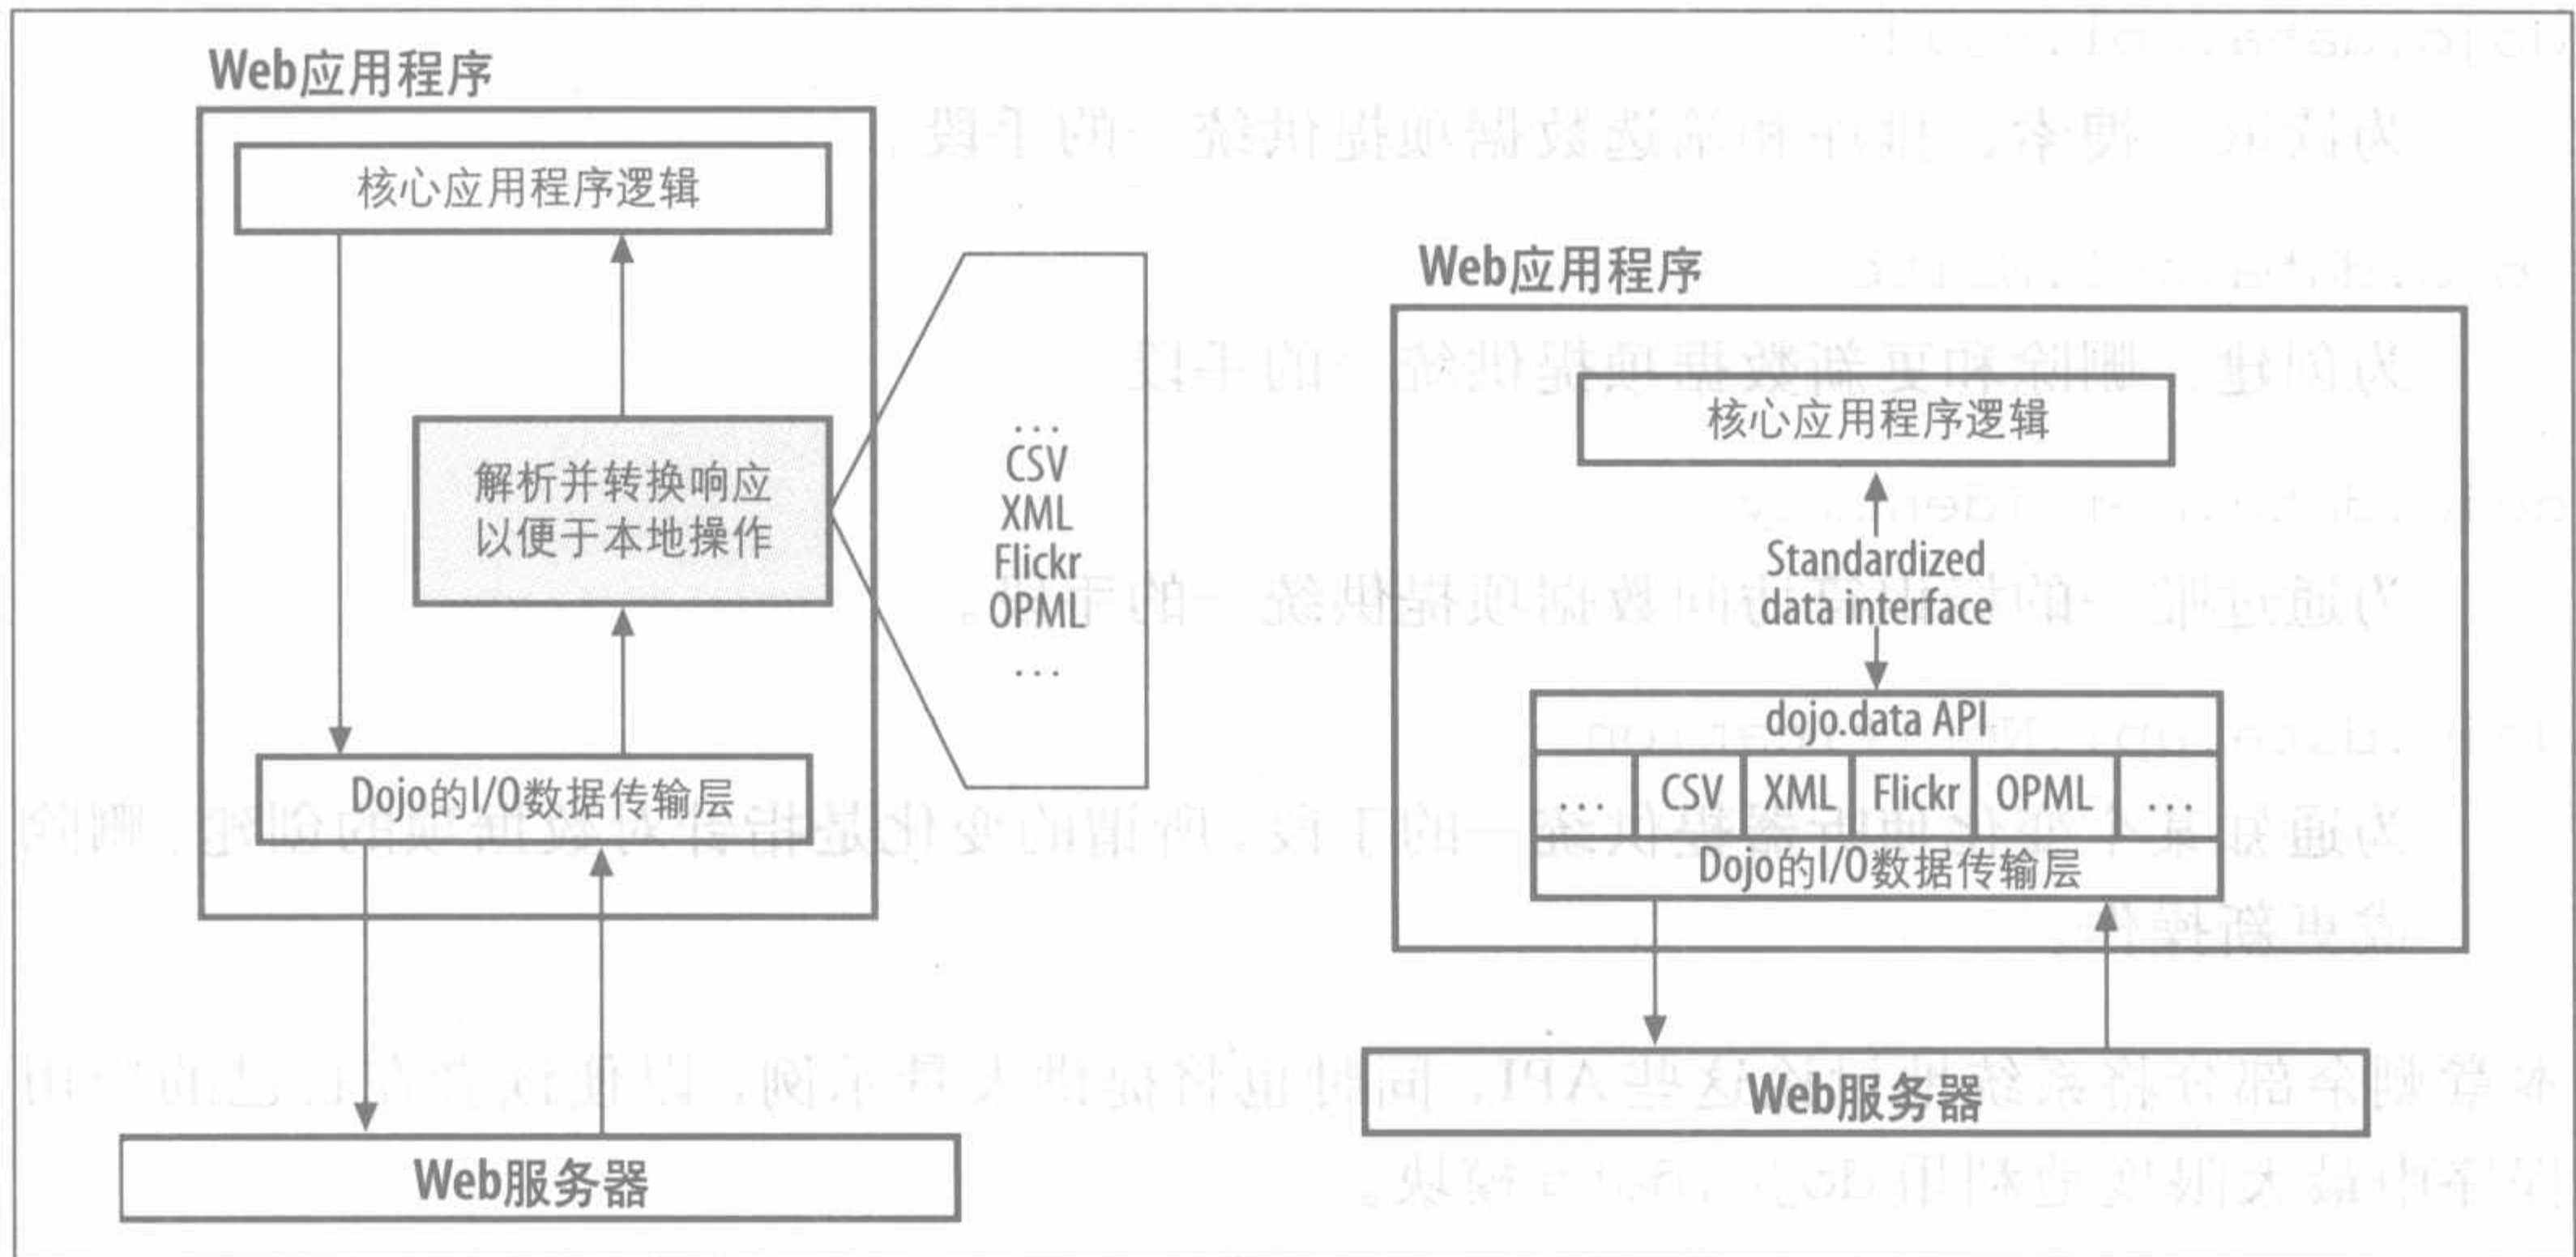 Web应用程序
核心应用程序逻辑
解析并转换响应
以便于本地操作
...
CSV
XML
Flickr
OPML
...
Dojo的I/O数据传输层
Web服务器
Web应用程序
核心应用程序逻辑
Standardized
data interface
dojo.data API
... CSV XML Flickr OPML ...
Dojo的I/O数据传输层
Web服务器